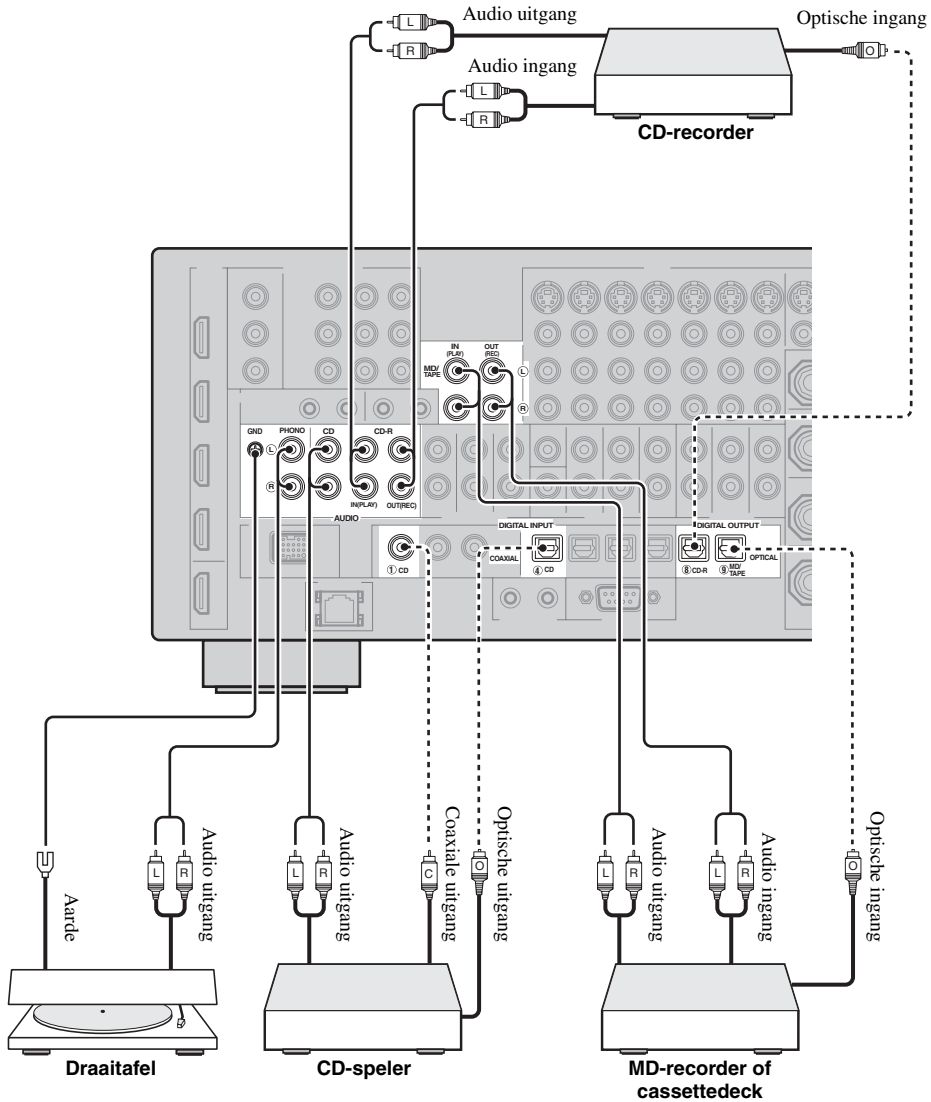 Audio uitgang
Optische ingang
L
R
O
Audio ingang
L
R
CD-recorder
IN
(PLAY)
OUT
(REC)
MD/
TAPE
L
R
GND
PHONO
CD
CD-R
L
R
IN(PLAY)
OUT(REC)
AUDIO
DIGITAL INPUT
DIGITAL OUTPUT
COAXIAL
OPTICAL
① CD
④ CD
⑧ CD-R
⑨ MD/
TAPE
Aarde
L
R
Audio uitgang
L
R
Audio uitgang
C
Coaxiale uitgang
O
Optische uitgang
L
R
Audio uitgang
L
R
Audio ingang
O
Optische ingang
Draaitafel
CD-speler
MD-recorder of
cassettedeck